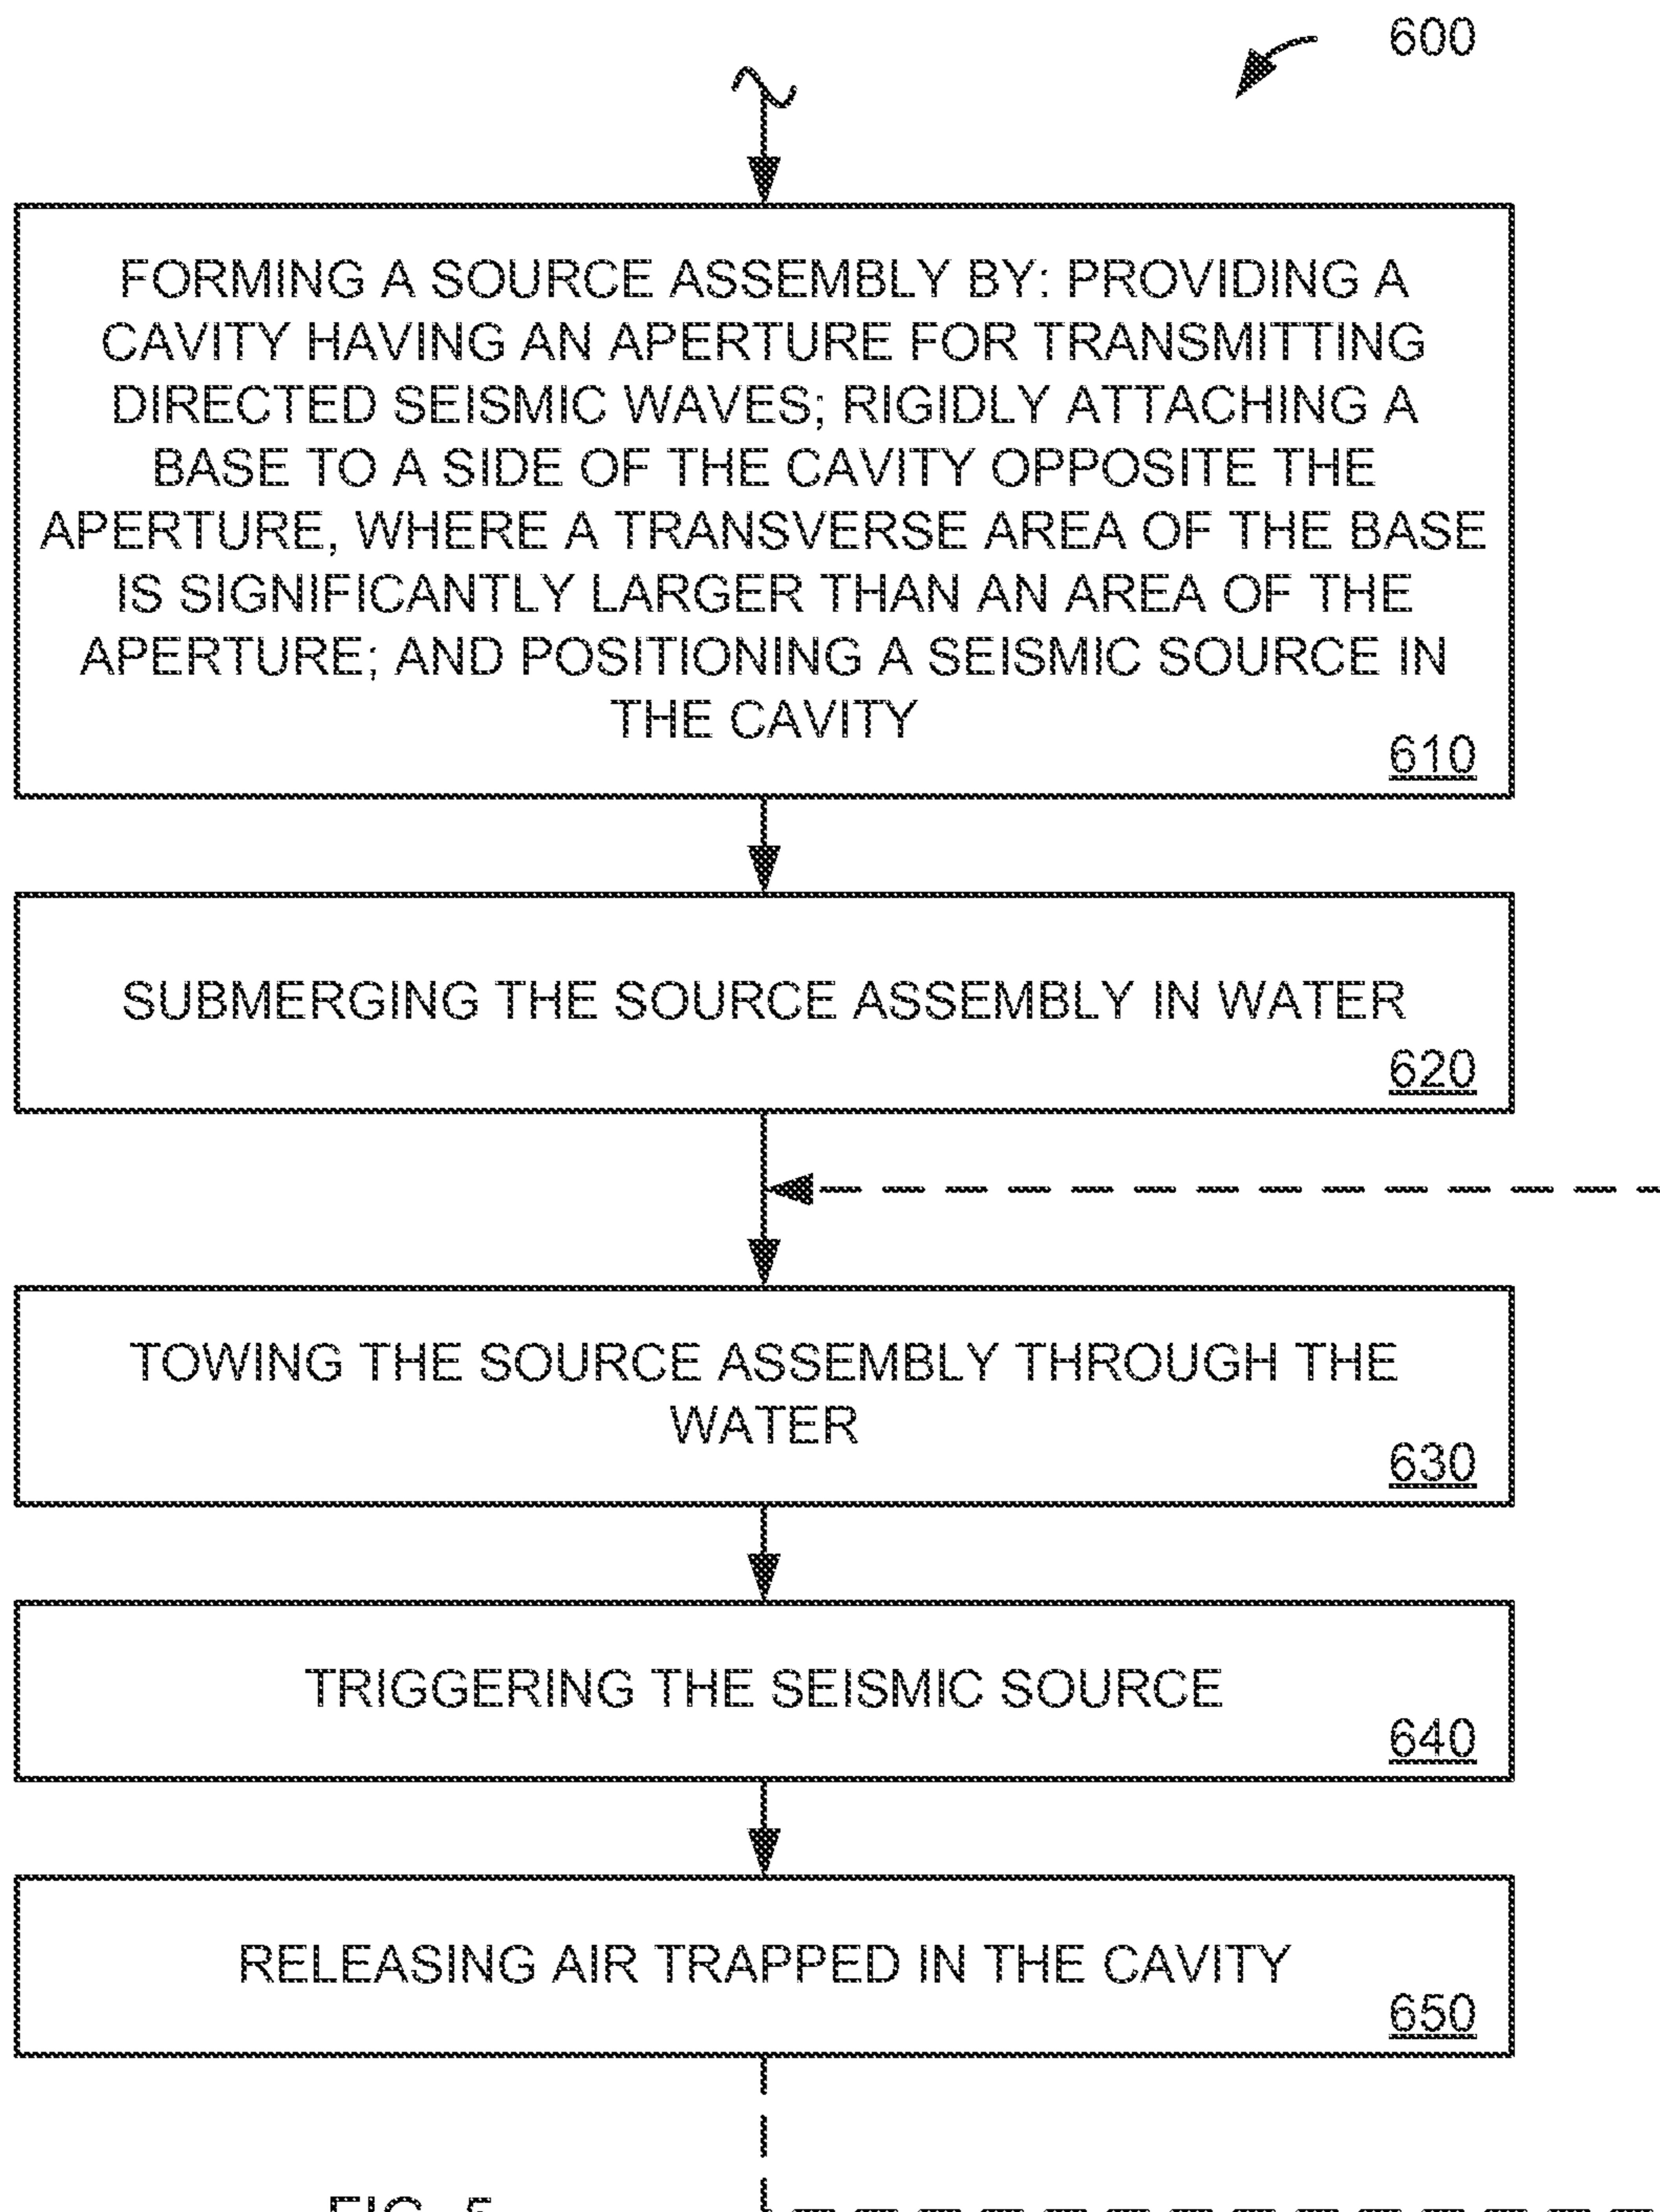 600
FORMING A SOURCE ASSEMBLY BY: PROVIDING A
CAVITY HAVING AN APERTURE FOR TRANSMITTING
DIRECTED SEISMIC WAVES; RIGIDLY ATTACHING A
BASE TO A SIDE OF THE CAVITY OPPOSITE THE
APERTURE, WHERE A TRANSVERSE AREA OF THE BASE
IS SIGNIFICANTLY LARGER THAN AN AREA OF THE
APERTURE; AND POSITIONING A SEISMIC SOURCE IN
THE CAVITY
610
SUBMERGING THE SOURCE ASSEMBLY IN WATER
620
TOWING THE SOURCE ASSEMBLY THROUGH THE
WATER
630
TRIGGERING THE SEISMIC SOURCE
640
RELEASING AIR TRAPPED IN THE CAVITY
650
FIG. 5